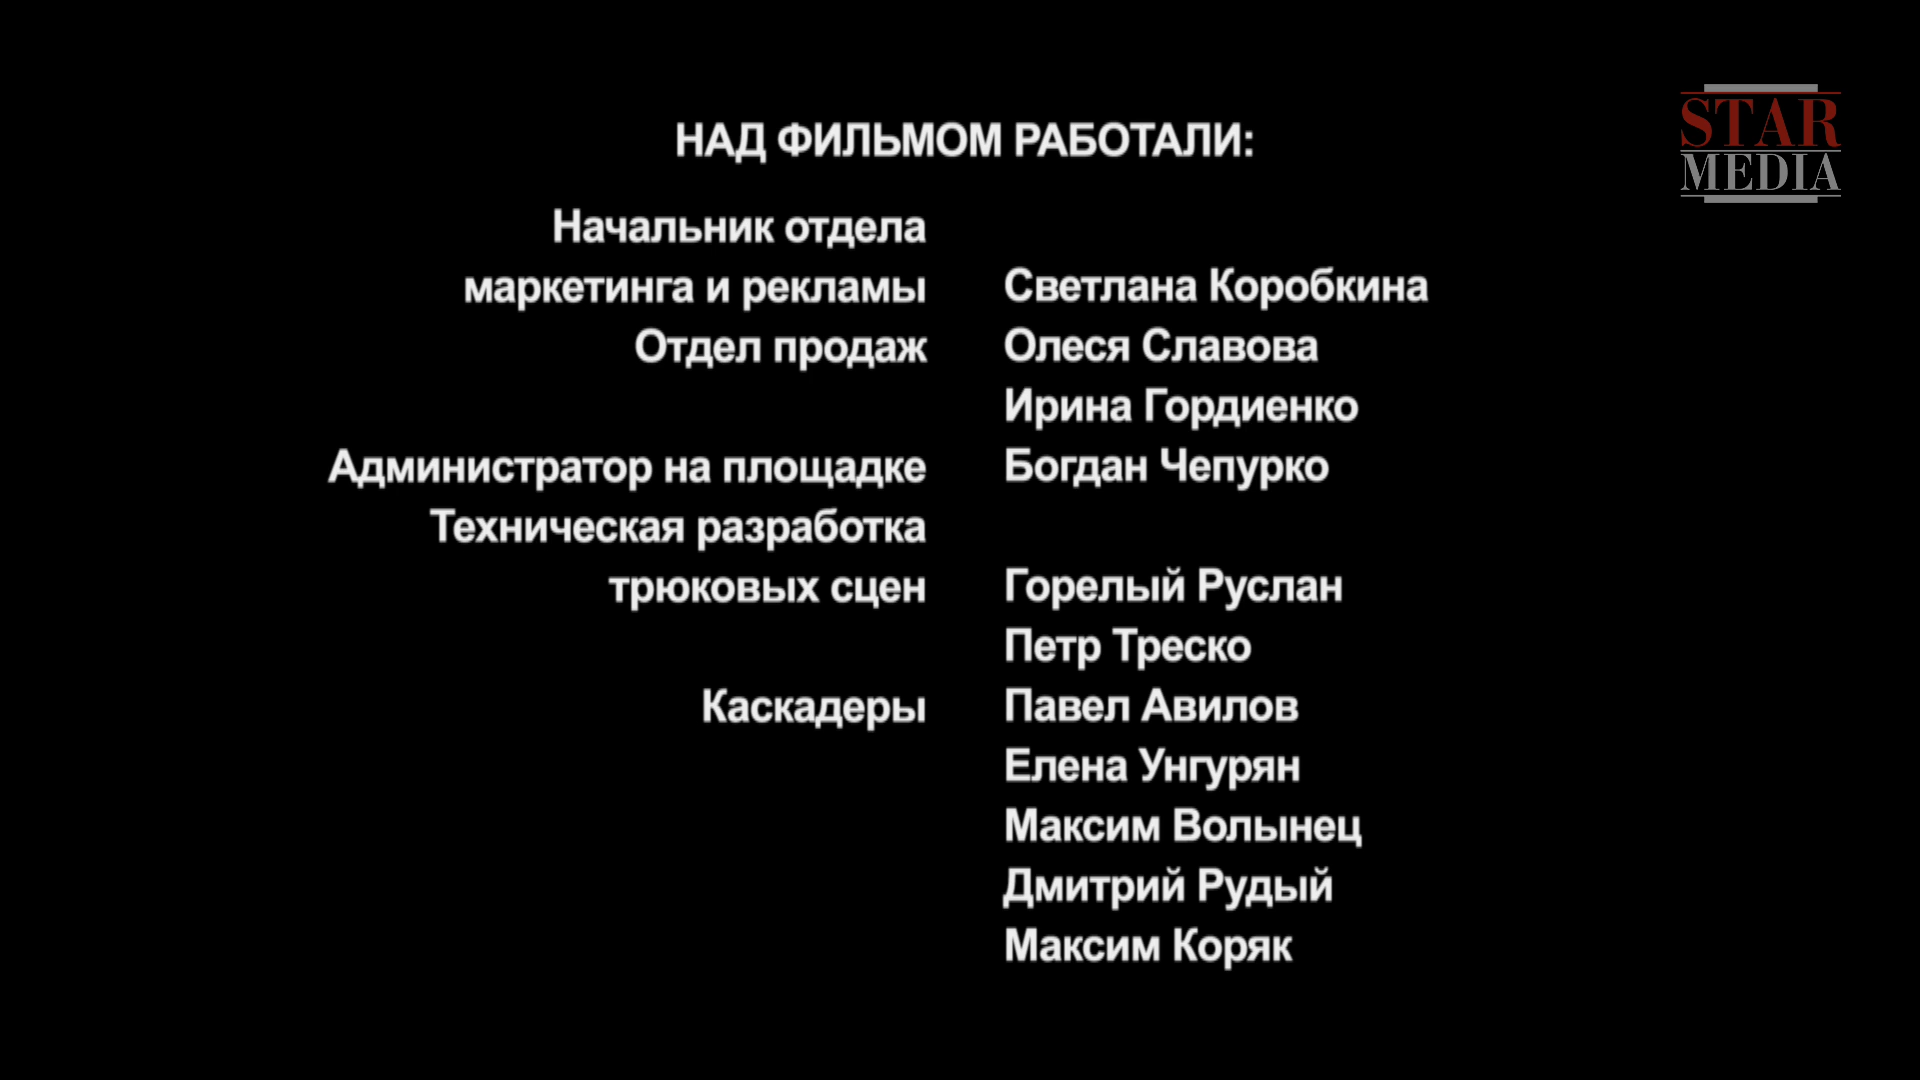 НАД ФИЛЬМОМ РАБОТАЛИ:
STAR
MEDIA
Начальник отдела
маркетинга и рекламы Светлана Коробкина
Отдел продаж Олеся Славова
Ирина Гордиенко
Администратор на площадке Богдан Чепурко
Техническая разработка
трюковых сцен Горелый Руслан
Петр Треско
Каскадеры Павел Авилов
Елена Унгурян
Максим Волынец
Дмитрий Рудый
Максим Коряк